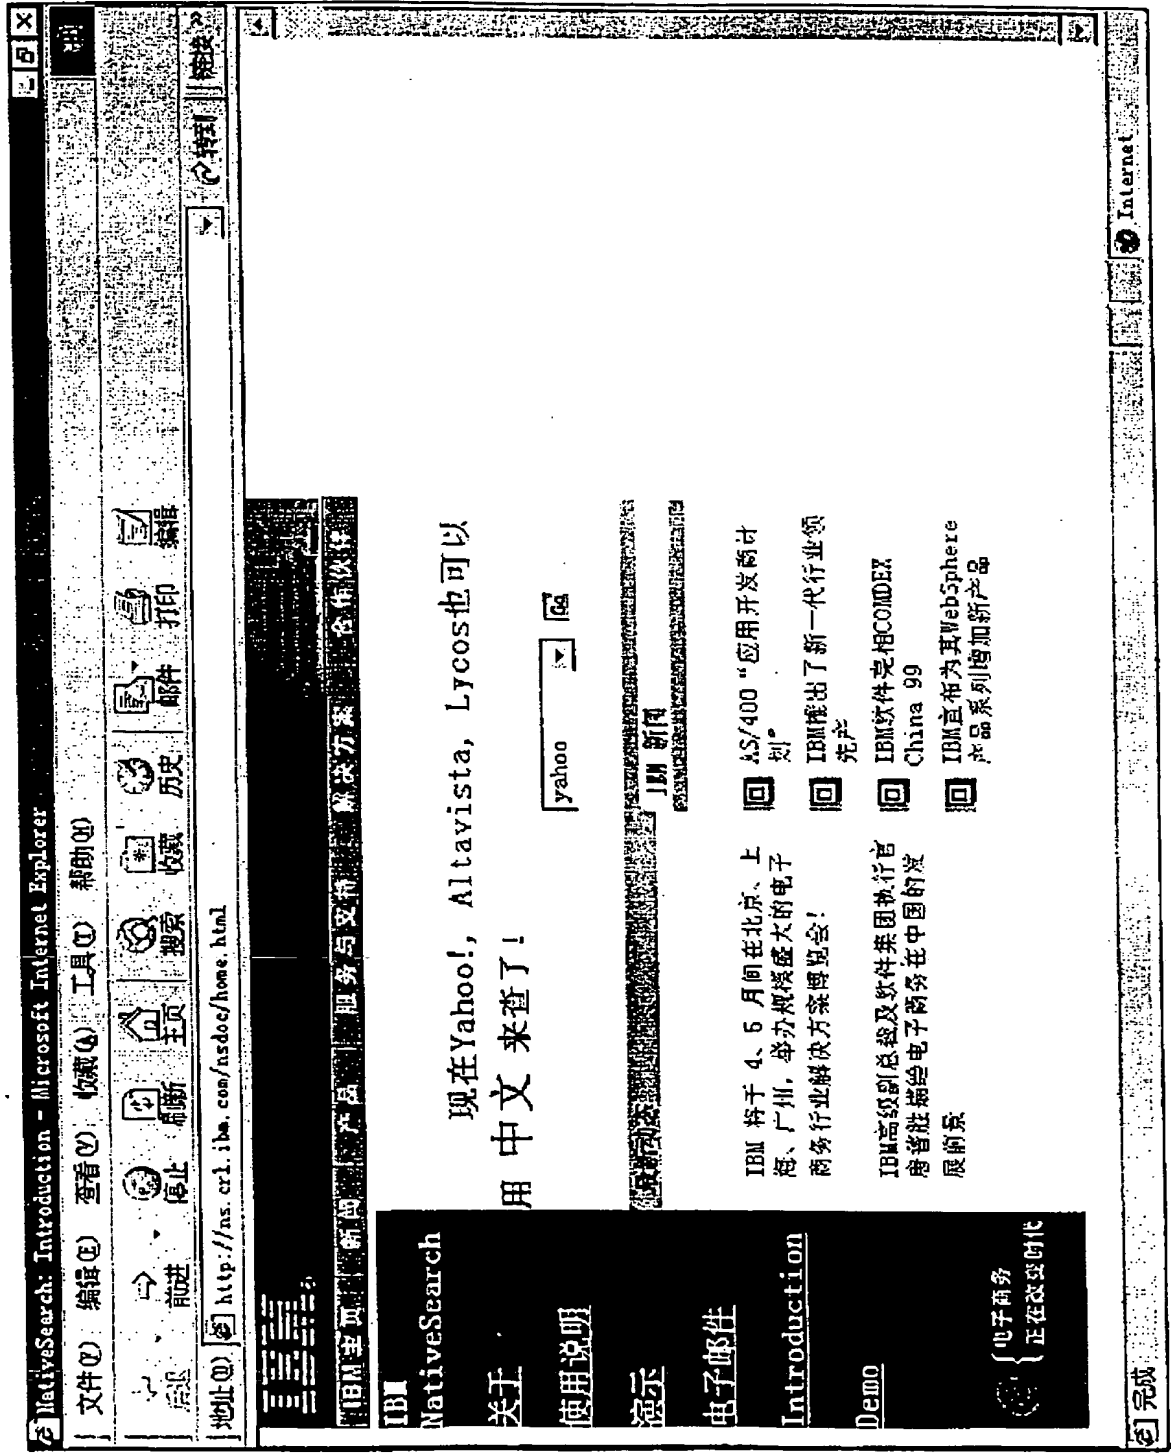 NativeSearch: Introduction - Microsoft Internet Explorer
文件(F) 编辑(E) 查看(V) 收藏(A) 工具(T) 帮助(H)
后退 前进 停止 刷新 主页 搜索 收藏 历史 邮件 打印 编辑
地址(D) http://ns.crl.ibm.com/nsdoc/home.html 转到 链接 »
IBM主页 新闻 产品 服务与支持 解决方案 合作伙伴
IBM
NativeSearch
关于
使用说明
演示
电子邮件
Introduction
Demo
电子商务
正在改变时代
现在Yahoo!, Altavista, Lycos也可以
用 中文 来查了!
yahoo Go
最新动态
IBM 将于 4、5 月间在北京、上
海、广州, 举办规模盛大的电子
商务行业解决方案博览会!
IBM高级副总裁及软件集团执行官
唐谱胜描绘电子商务在中国的发
展前景
IBM 新闻
AS/400 "应用开发商计
划"
IBM推出了新一代行业领
先产
IBM软件亮相COMDEX
China 99
IBM宣布为其WebSphere
产品系列增加新产品
完成 Internet